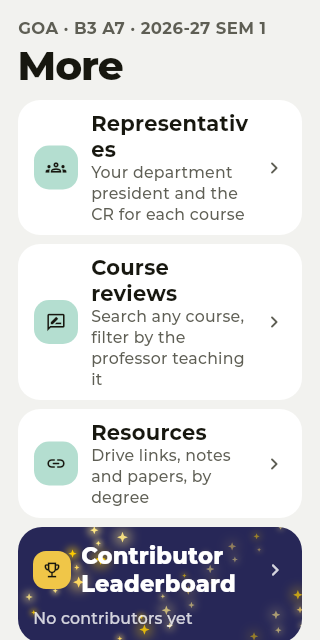 GOA · B3 A7 · 2026-27 SEM 1
More
Representativ
es
Your department
president and the
CR for each course
Course
reviews
Search any course,
filter by the
professor teaching
it
Resources
Drive links, notes
and papers, by
degree
Contributor
Leaderboard
No contributors yet